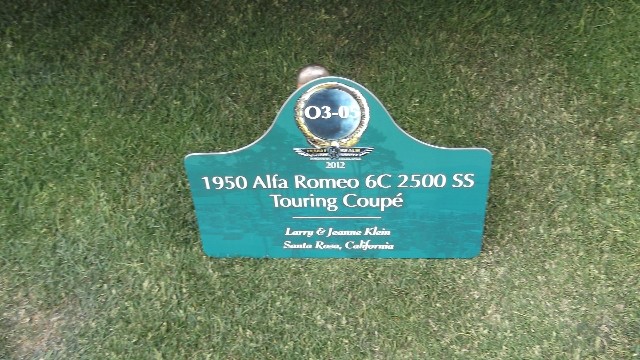 O3-0
2012
1950 Alfa Romeo 6C 2500 SS
Touring Coupé
Larry & Jeanne Klein
Santa Rosa, California